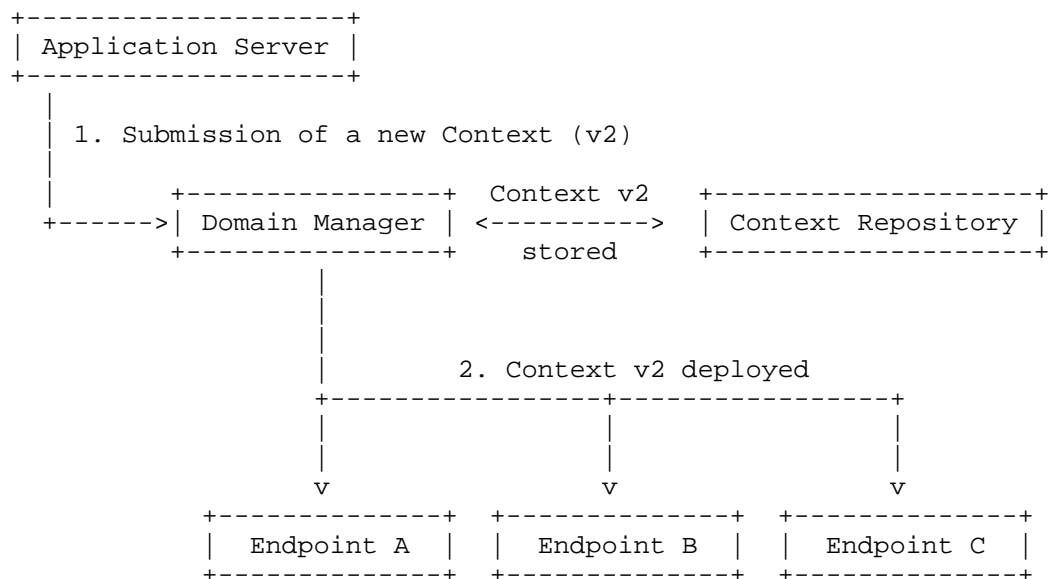 Application Server
1. Submission of a new Context (v2)
Context v2
Domain Manager
Context Repository
stored
2. Context v2 deployed
v v v
Endpoint A Endpoint B Endpoint C